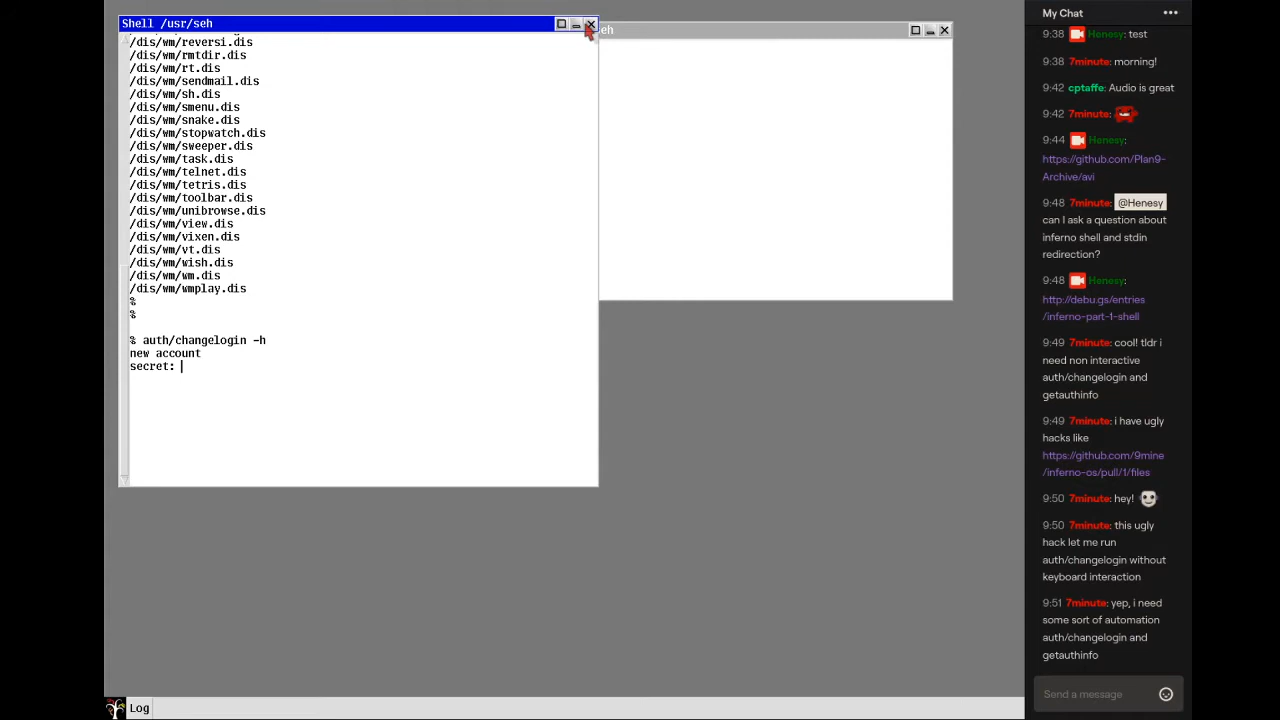 Shell /usr/seh
/dis/wm/reversi.dis
/dis/wm/rmtdir.dis
/dis/wm/rt.dis
/dis/wm/sendmail.dis
/dis/wm/sh.dis
/dis/wm/smenu.dis
/dis/wm/snake.dis
/dis/wm/stopwatch.dis
/dis/wm/sweeper.dis
/dis/wm/task.dis
/dis/wm/telnet.dis
/dis/wm/tetris.dis
/dis/wm/toolbar.dis
/dis/wm/unibrowse.dis
/dis/wm/view.dis
/dis/wm/vixen.dis
/dis/wm/vt.dis
/dis/wm/wish.dis
/dis/wm/wm.dis
/dis/wm/wmplay.dis
%
%
% auth/changelogin -h
new account
secret:
eh
Log
My Chat
9:38 Henesy: test
9:38 7minute: morning!
9:42 cptaffe: Audio is great
9:42 7minute:
9:44 Henesy:
https://github.com/Plan9-
Archive/avi
9:48 7minute: @Henesy
can I ask a question about
inferno shell and stdin
redirection?
9:48 Henesy:
http://debu.gs/entries
/inferno-part-1-shell
9:49 7minute: cool! tldr i
need non interactive
auth/changelogin and
getauthinfo
9:49 7minute: i have ugly
hacks like
https://github.com/9mine
/inferno-os/pull/1/files
9:50 7minute: hey!
9:50 7minute: this ugly
hack let me run
auth/changelogin without
keyboard interaction
9:51 7minute: yep, i need
some sort of automation
auth/changelogin and
getauthinfo
Send a message